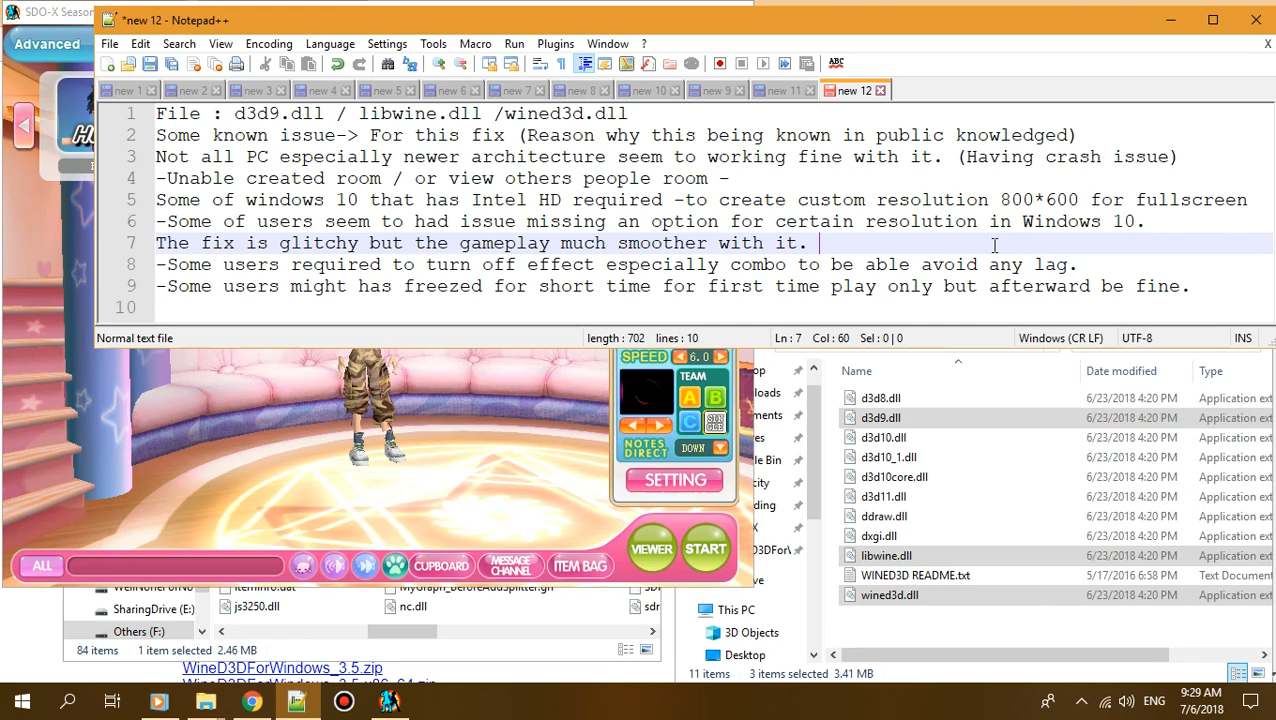 SDO-X Season
*new 12 - Notepad++
File Edit Search View Encoding Language Settings Tools Macro Run Plugins Window ? X
new 1 new 2 new 3 new 4 new 5 new 6 new 7 new 8 new 10 new 9 new 11 new 12
1 File : d3d9.dll / libwine.dll /wined3d.dll
2 Some known issue-> For this fix (Reason why this being known in public knowledged)
3 Not all PC especially newer architecture seem to working fine with it. (Having crash issue)
4 -Unable created room / or view others people room -
5 Some of windows 10 that has Intel HD required -to create custom resolution 800*600 for fullscreen
6 -Some of users seem to had issue missing an option for certain resolution in Windows 10.
7 The fix is glitchy but the gameplay much smoother with it.
8 -Some users required to turn off effect especially combo to be able avoid any lag.
9 -Some users might has freezed for short time for first time play only but afterward be fine.
10
Normal text file length : 702 lines : 10 Ln : 7 Col : 60 Sel : 0 | 0 Windows (CR LF) UTF-8 INS
Advanced
SPEED 6.0
TEAM
A B
C SINGLE
NOTES DIRECT DOWN
SETTING
VIEWER START
ALL CUPBOARD MESSAGE CHANNEL ITEM BAG
Name Date modified Type
d3d8.dll 6/23/2018 4:20 PM Application ext
d3d9.dll 6/23/2018 4:20 PM Application ext
d3d10.dll 6/23/2018 4:20 PM Application ext
d3d10_1.dll 6/23/2018 4:20 PM Application ext
d3d10core.dll 6/23/2018 4:20 PM Application ext
d3d11.dll 6/23/2018 4:20 PM Application ext
ddraw.dll 6/23/2018 4:20 PM Application ext
dxgi.dll 6/23/2018 4:20 PM Application ext
libwine.dll 6/23/2018 4:20 PM Application ext
WINED3D README.txt 5/17/2016 6:58 PM Text Document
wined3d.dll 6/23/2018 4:20 PM Application ext
This PC
3D Objects
Desktop
11 items 3 items selected 3.41 MB
SharingDrive (E:)
Others (F:)
js3250.dll nc.dll
84 items 1 item selected 2.46 MB
WineD3DForWindows_3.5.zip
ENG 9:29 AM
7/6/2018